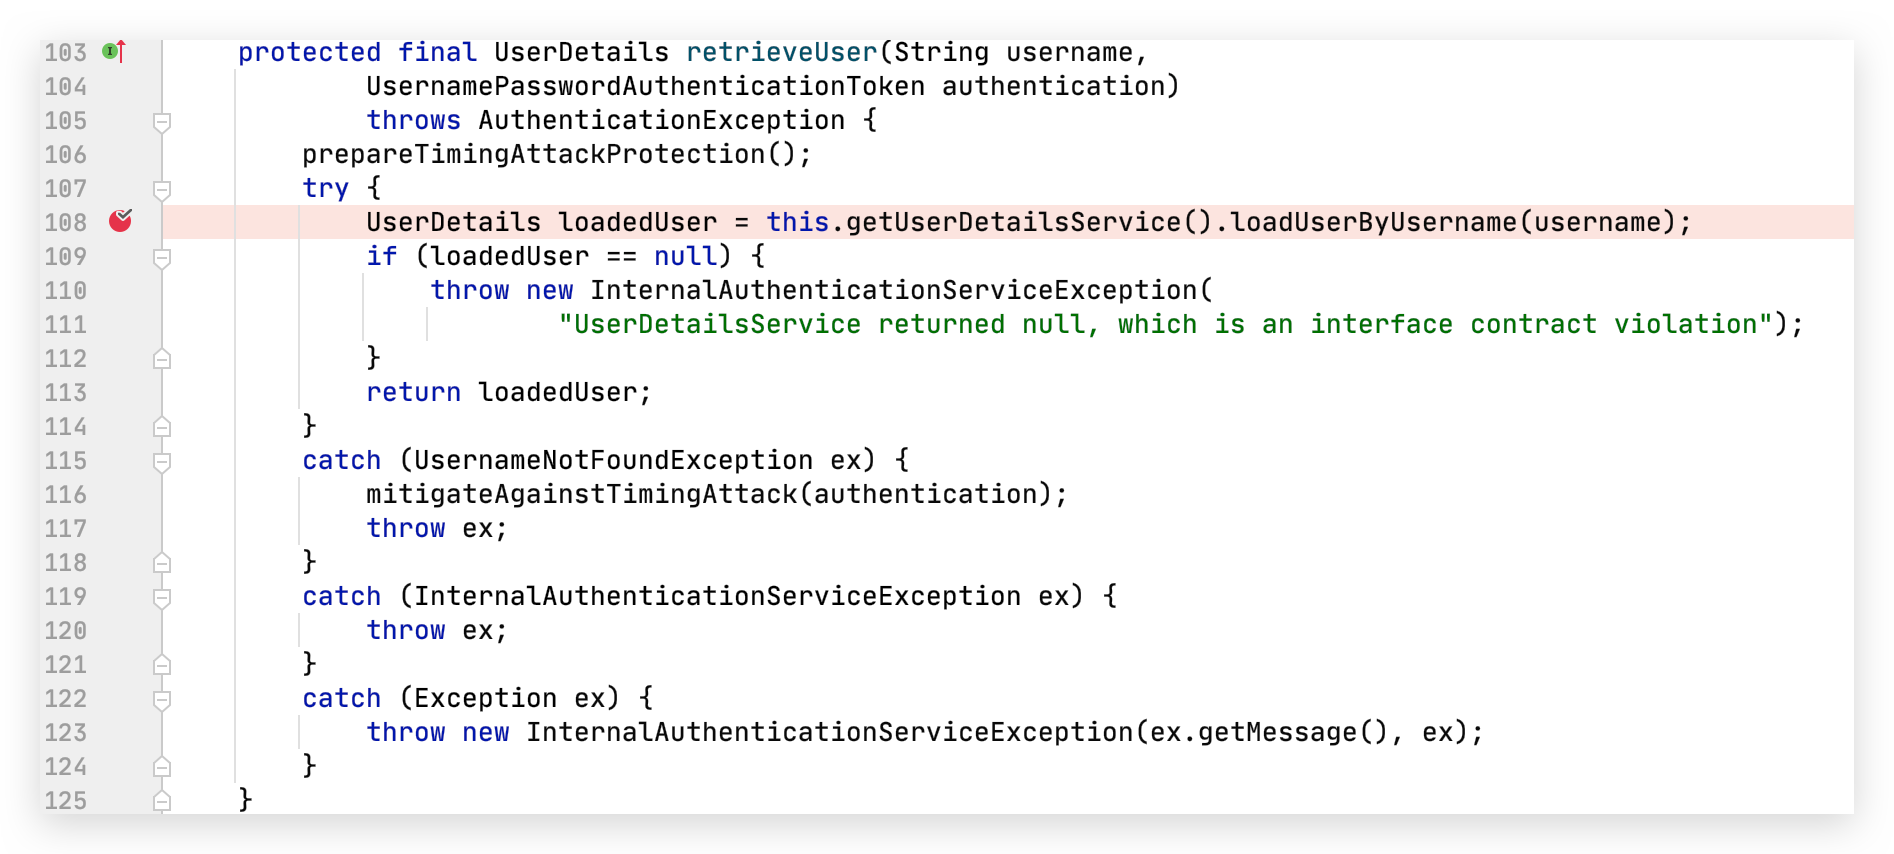 103 protected final UserDetails retrieveUser(String username,
104 UsernamePasswordAuthenticationToken authentication)
105 throws AuthenticationException {
106 prepareTimingAttackProtection();
107 try {
108 UserDetails loadedUser = this.getUserDetailsService().loadUserByUsername(username);
109 if (loadedUser == null) {
110 throw new InternalAuthenticationServiceException(
111 "UserDetailsService returned null, which is an interface contract violation");
112 }
113 return loadedUser;
114 }
115 catch (UsernameNotFoundException ex) {
116 mitigateAgainstTimingAttack(authentication);
117 throw ex;
118 }
119 catch (InternalAuthenticationServiceException ex) {
120 throw ex;
121 }
122 catch (Exception ex) {
123 throw new InternalAuthenticationServiceException(ex.getMessage(), ex);
124 }
125 }